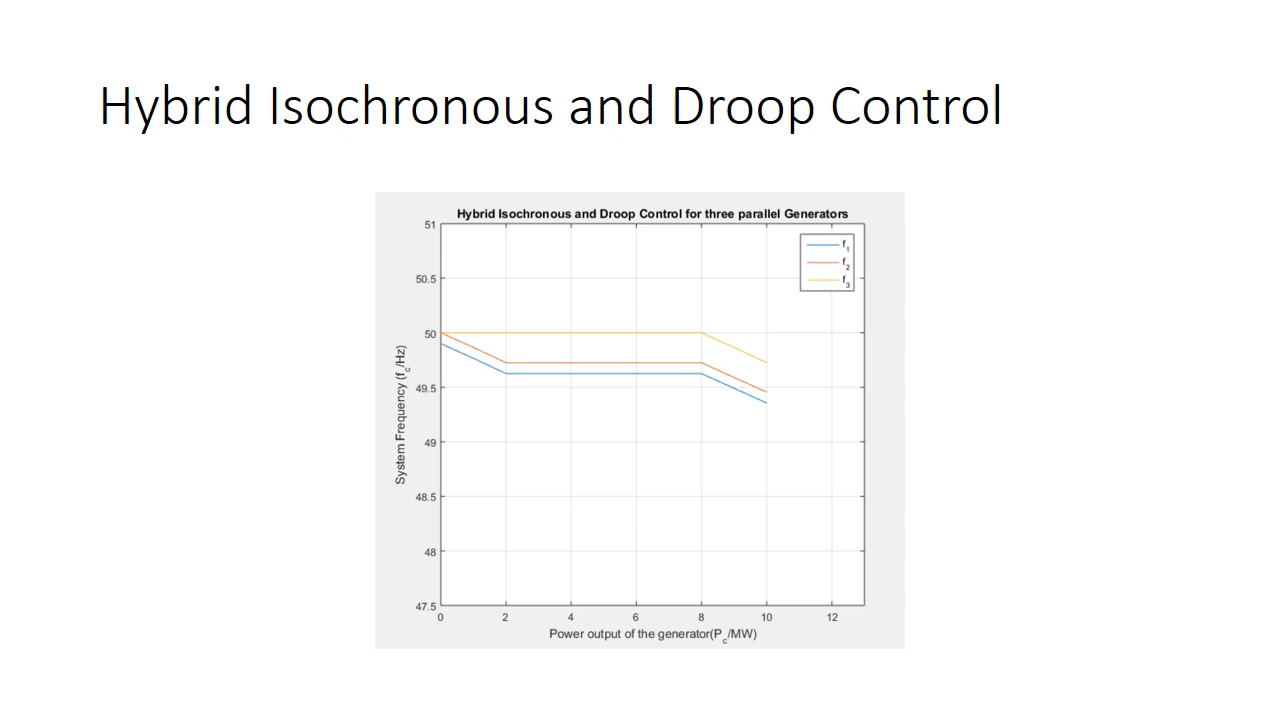 Hybrid Isochronous and Droop Control
Hybrid Isochronous and Droop Control for three parallel Generators
51
50.5
50
49.5
49
48.5
48
47.5
System Frequency (f_c/Hz)
f_1
f_2
f_3
0 2 4 6 8 10 12
Power output of the generator(P_c/MW)